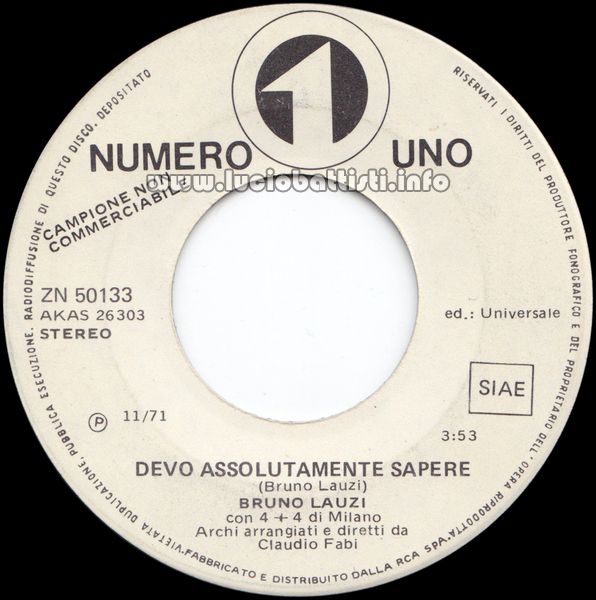 1
NUMERO UNO
www.luciobattisti.info
CAMPIONE NON
COMMERCIABILE
ZN 50133
AKAS 26303
STEREO
ed.: Universale
SIAE
Ⓟ 11/71
3:53
DEVO ASSOLUTAMENTE SAPERE
(Bruno Lauzi)
BRUNO LAUZI
con 4 + 4 di Milano
Archi arrangiati e diretti da
Claudio Fabi
RISERVATI I DIRITTI DEL PRODUTTORE FONOGRAFICO E DEL PROPRIETARIO DELL'OPERA RIPRODOTTA. VIETATA DUPLICAZIONE. PUBBLICA ESECUZIONE. RADIODIFFUSIONE DI QUESTO DISCO. DEPOSITATO
FABBRICATO E DISTRIBUITO DALLA RCA SPA.